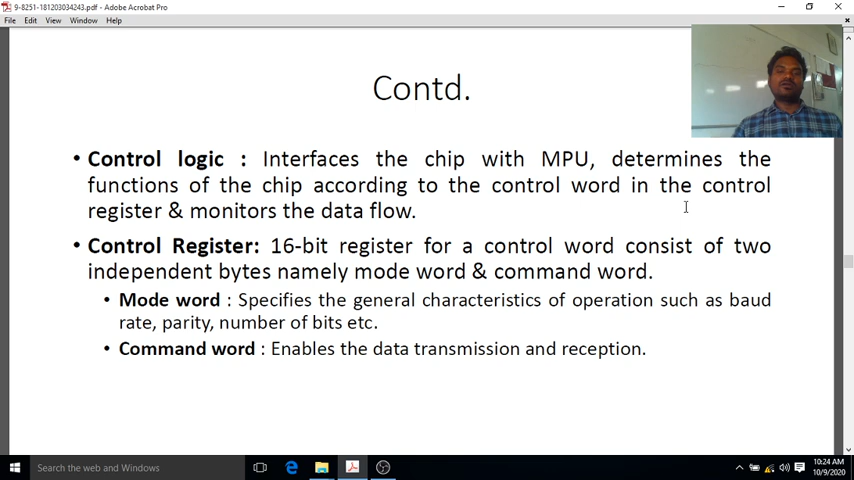 9-8251-181203034243.pdf - Adobe Acrobat Pro
File Edit View Window Help
Contd.
• Control logic : Interfaces the chip with MPU, determines the
functions of the chip according to the control word in the control
register & monitors the data flow.
• Control Register: 16-bit register for a control word consist of two
independent bytes namely mode word & command word.
• Mode word : Specifies the general characteristics of operation such as baud
rate, parity, number of bits etc.
• Command word : Enables the data transmission and reception.
Search the web and Windows
10:24 AM
10/9/2020